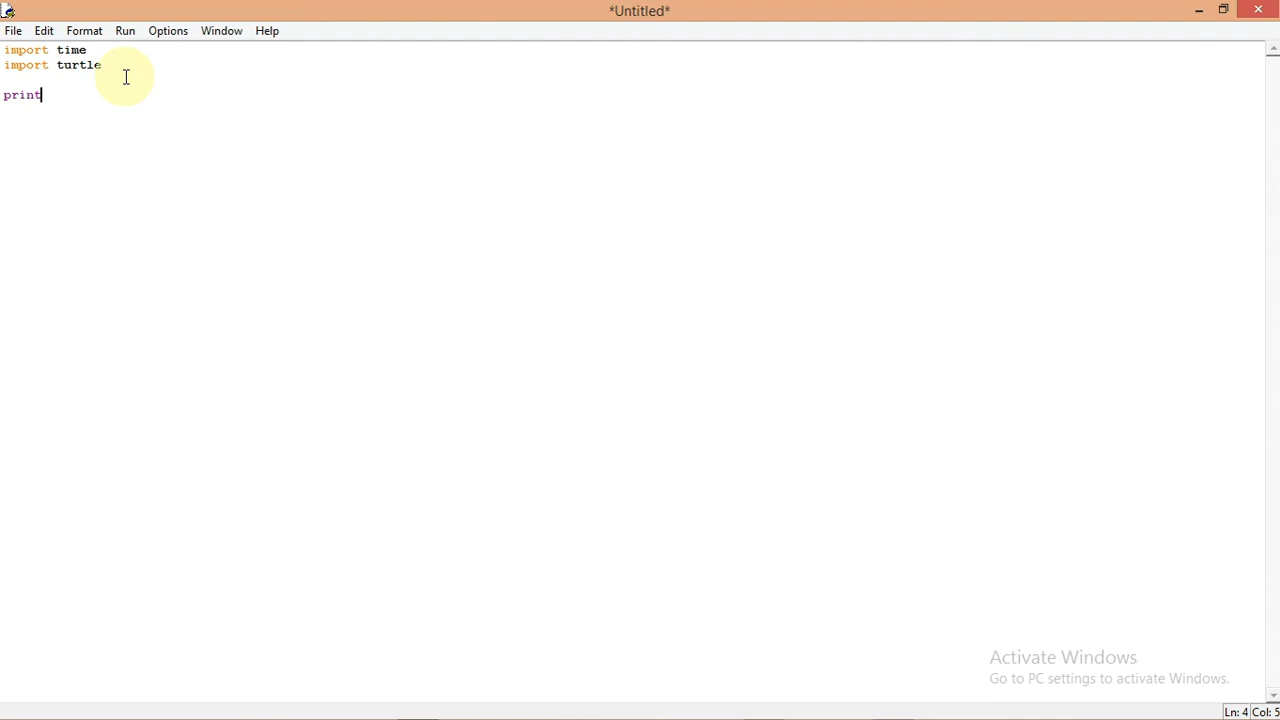 *Untitled*
File Edit Format Run Options Window Help
import time
import turtle
print
Activate Windows
Go to PC settings to activate Windows.
Ln: 4 Col: 5